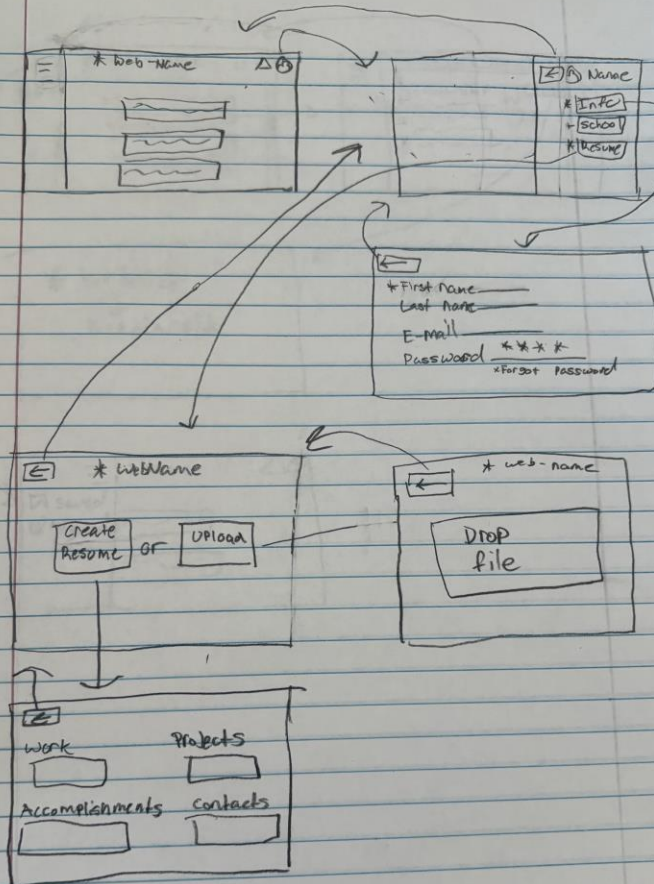 * Web-Name
Name
* Info
- School
* Resume
* First name
Last name
E-Mail
Password * * * *
* Forgot Password
* WebName
Create
Resume
or
Upload
* web-name
Drop
file
Work
Projects
Accomplishments
Contacts